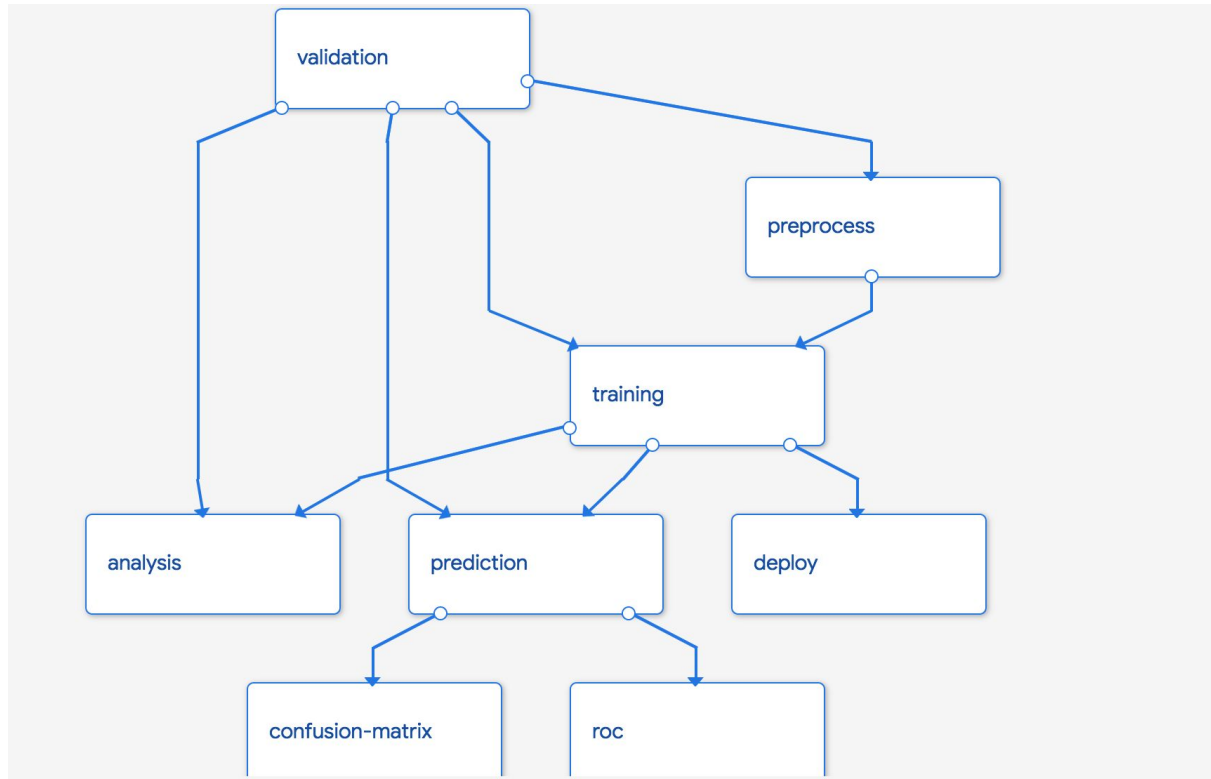 validation
preprocess
training
analysis
prediction
deploy
confusion-matrix
roc